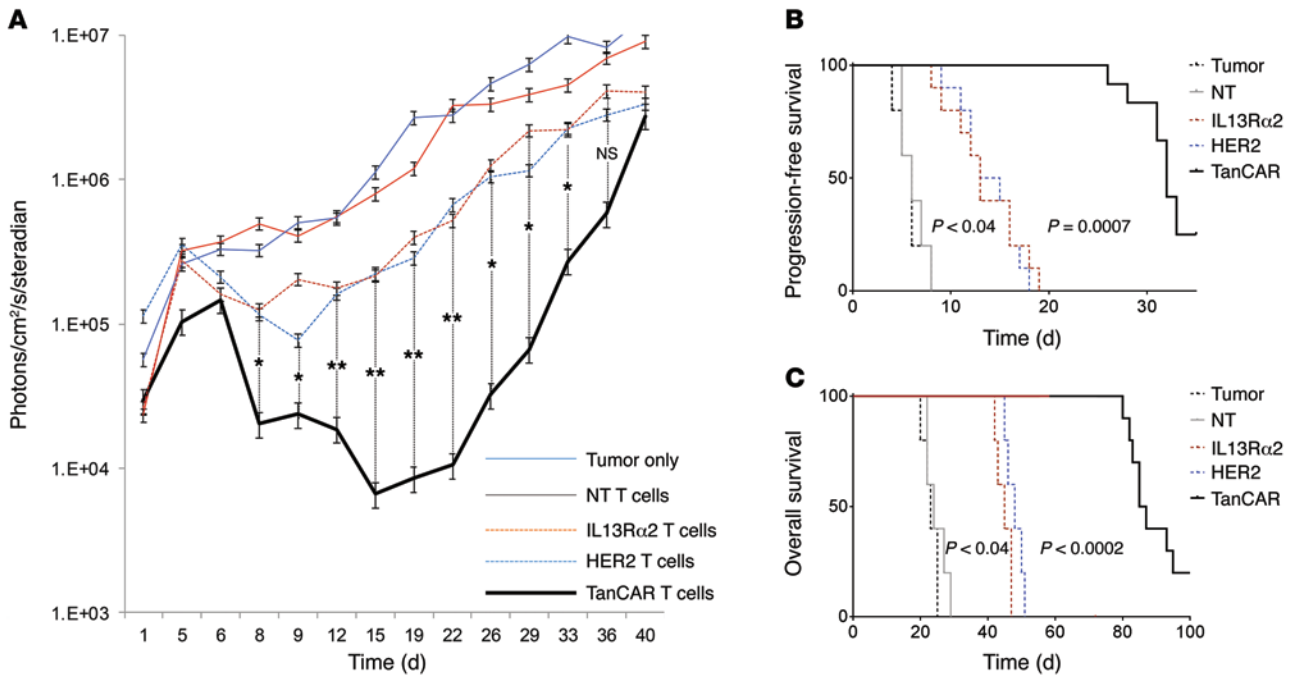 A
Photons/cm²/s/steradian
1.E+07
1.E+06
1.E+05
1.E+04
1.E+03
* * ** ** ** ** * * * NS
Tumor only
NT T cells
IL13Rα2 T cells
HER2 T cells
TanCAR T cells
1 5 6 8 9 12 15 19 22 26 29 33 36 40
Time (d)
B
Progression-free survival
100
50
0
P < 0.04
P = 0.0007
Tumor
NT
IL13Rα2
HER2
TanCAR
0 10 20 30
Time (d)
C
Overall survival
100
50
0
P < 0.04
P < 0.0002
Tumor
NT
IL13Rα2
HER2
TanCAR
0 20 40 60 80 100
Time (d)